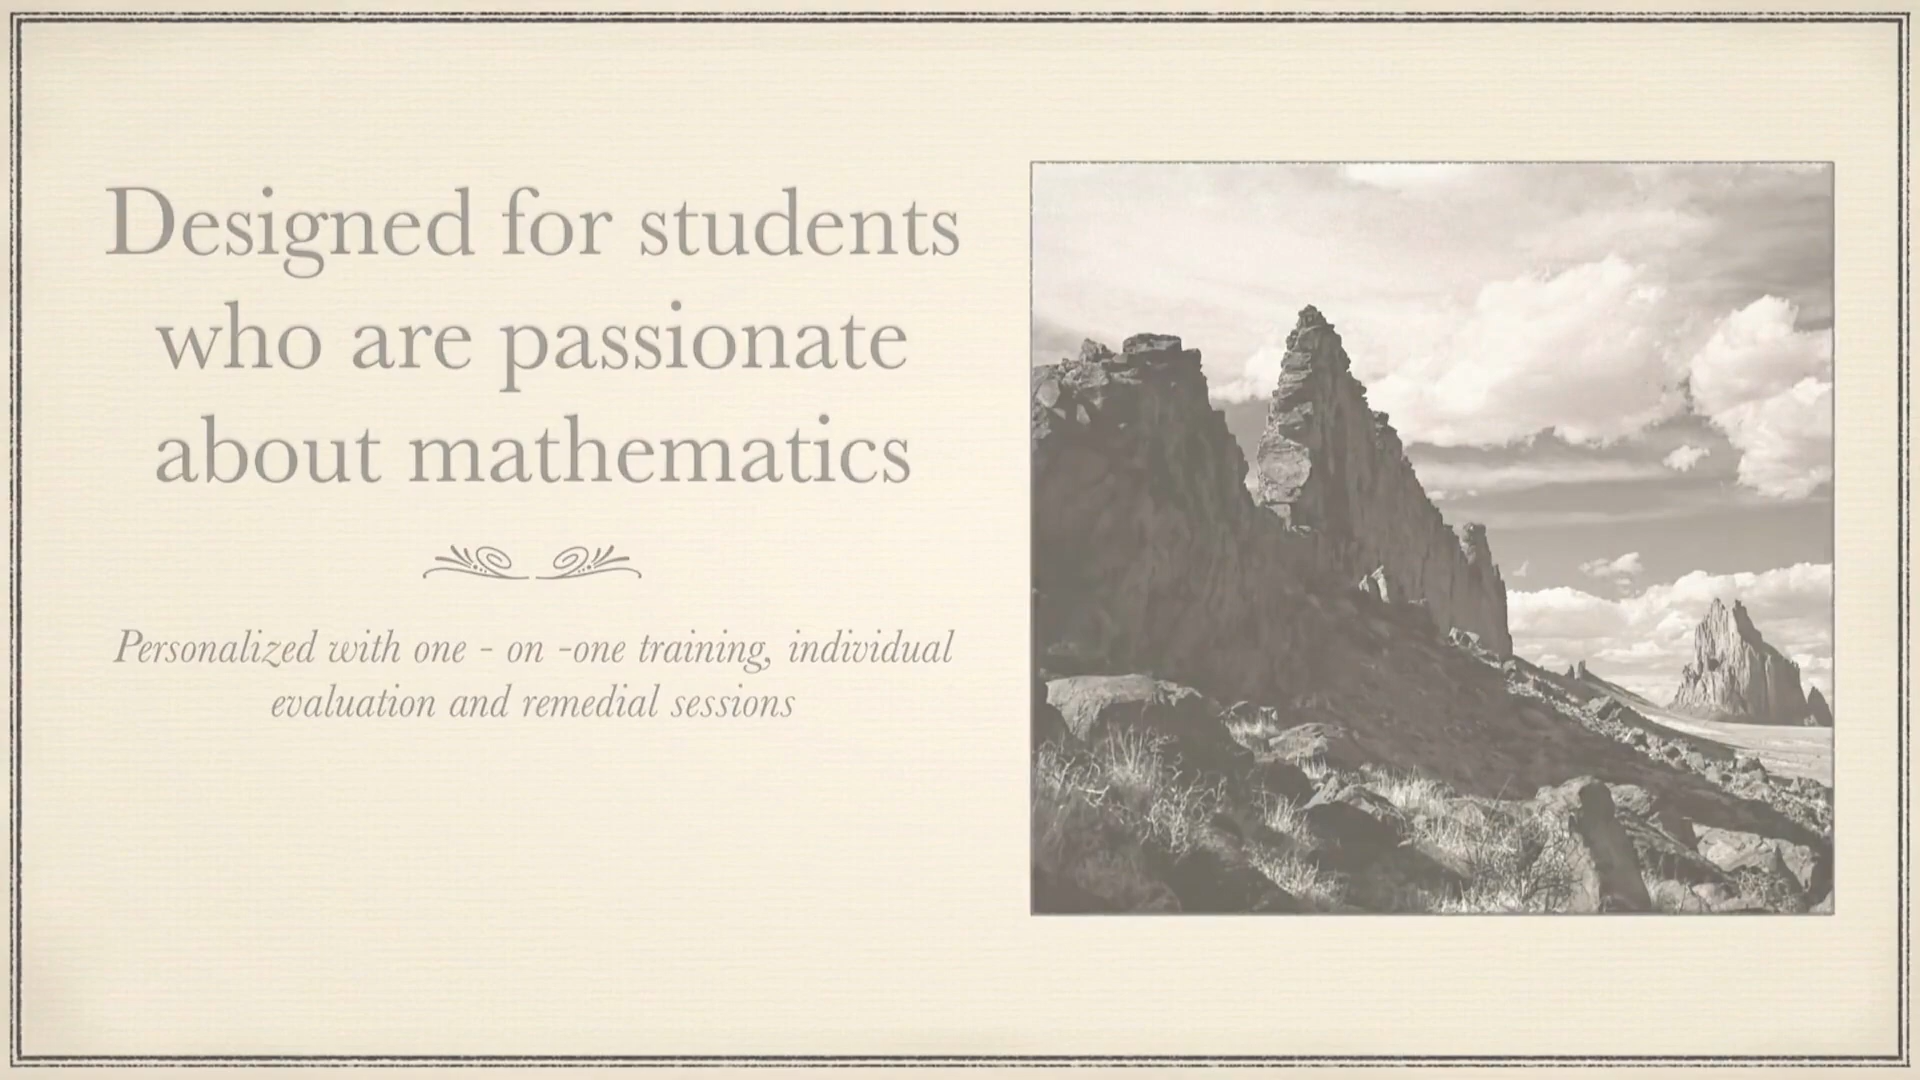 Designed for students
who are passionate
about mathematics
Personalized with one - on -one training, individual
evaluation and remedial sessions